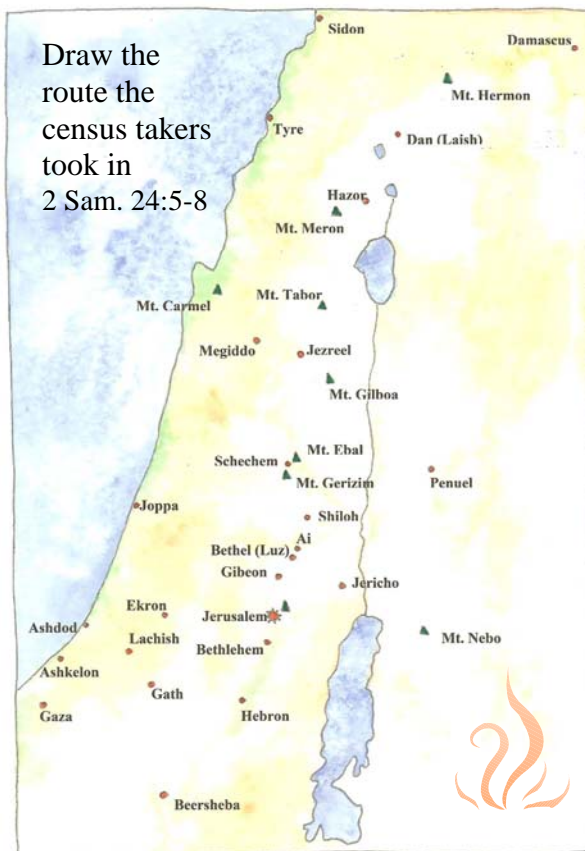 Draw the
route the
census takers
took in
2 Sam. 24:5-8
Sidon
Damascus
Mt. Hermon
Tyre
Dan (Laish)
Hazor
Mt. Meron
Mt. Carmel
Mt. Tabor
Megiddo
Jezreel
Mt. Gilboa
Mt. Ebal
Schechem
Mt. Gerizim
Penuel
Joppa
Shiloh
Ai
Bethel (Luz)
Gibeon
Jericho
Ekron
Jerusalem
Ashdod
Mt. Nebo
Lachish
Bethlehem
Ashkelon
Gath
Hebron
Gaza
Beersheba